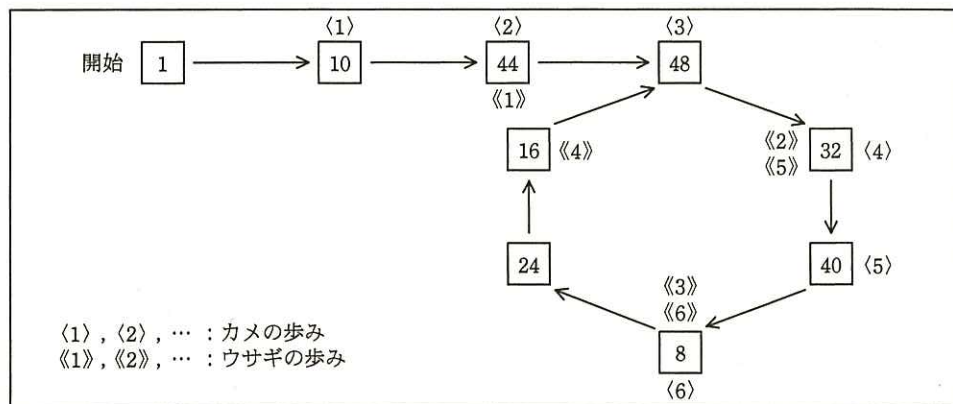 〈1〉 〈2〉 〈3〉
開始 1 10 44 48
《1》
16 《4》 《2》 32 〈4〉
《5》
24 40 〈5〉
《3》
《6》
8
〈6〉
〈1〉,〈2〉, … : カメの歩み
《1》,《2》, … : ウサギの歩み